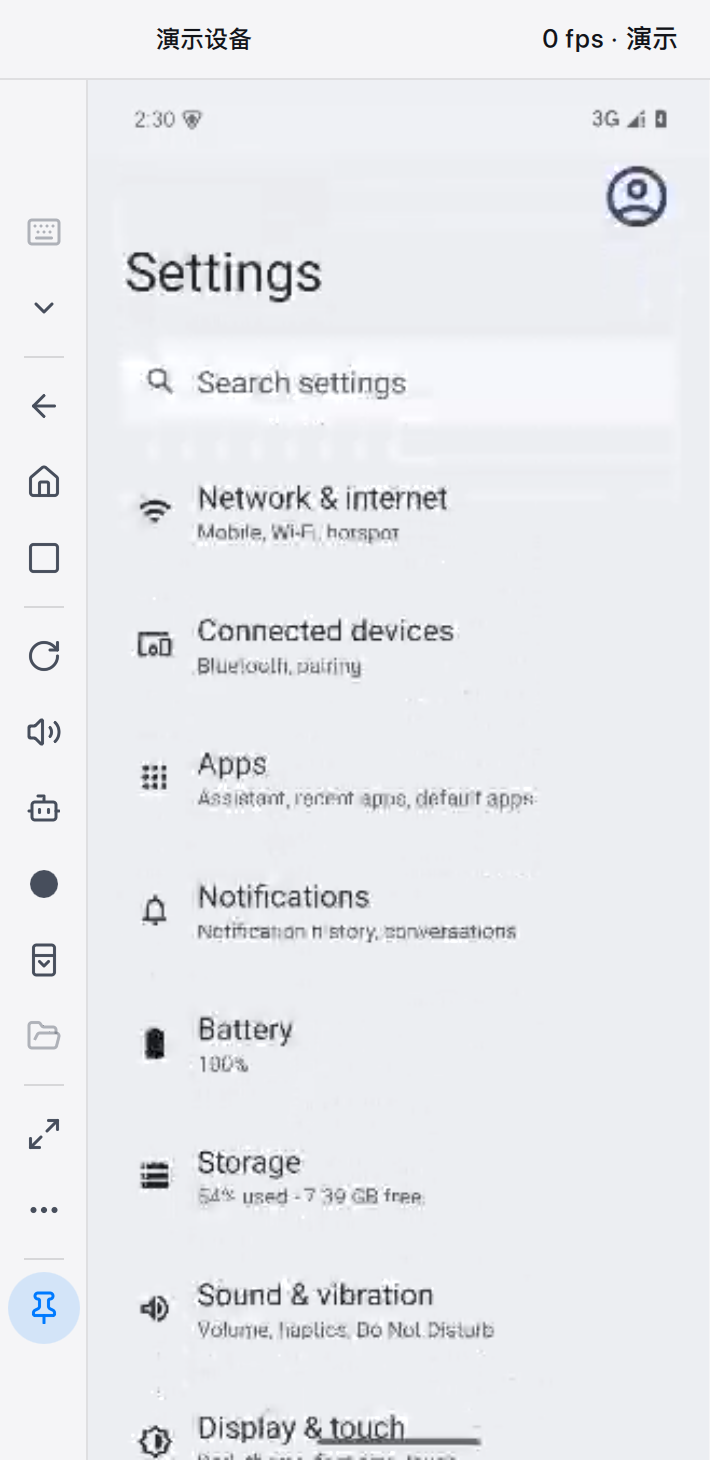 演示设备
0 fps · 演示
2:30
3G
Settings
Search settings
Network & internet
Mobile, Wi-Fi, hotspot
Connected devices
Bluetooth, pairing
Apps
Assistant, recent apps, default apps
Notifications
Notification history, conversations
Battery
100%
Storage
54% used - 7.39 GB free
Sound & vibration
Volume, haptics, Do Not Disturb
Display & touch